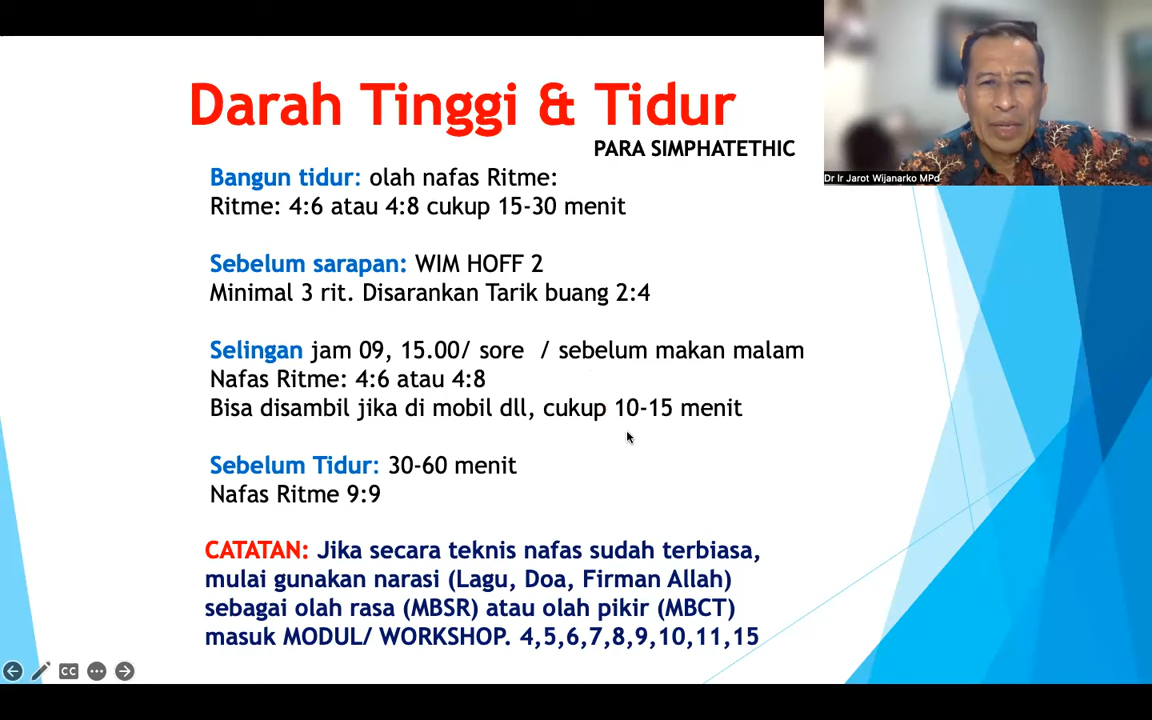 Darah Tinggi & Tidur
PARA SIMPHATETHIC
Dr Ir Jarot Wijanarko MPd
Bangun tidur: olah nafas Ritme:
Ritme: 4:6 atau 4:8 cukup 15-30 menit
Sebelum sarapan: WIM HOFF 2
Minimal 3 rit. Disarankan Tarik buang 2:4
Selingan jam 09, 15.00/ sore / sebelum makan malam
Nafas Ritme: 4:6 atau 4:8
Bisa disambil jika di mobil dll, cukup 10-15 menit
Sebelum Tidur: 30-60 menit
Nafas Ritme 9:9
CATATAN: Jika secara teknis nafas sudah terbiasa,
mulai gunakan narasi (Lagu, Doa, Firman Allah)
sebagai olah rasa (MBSR) atau olah pikir (MBCT)
masuk MODUL/ WORKSHOP. 4,5,6,7,8,9,10,11,15
CC